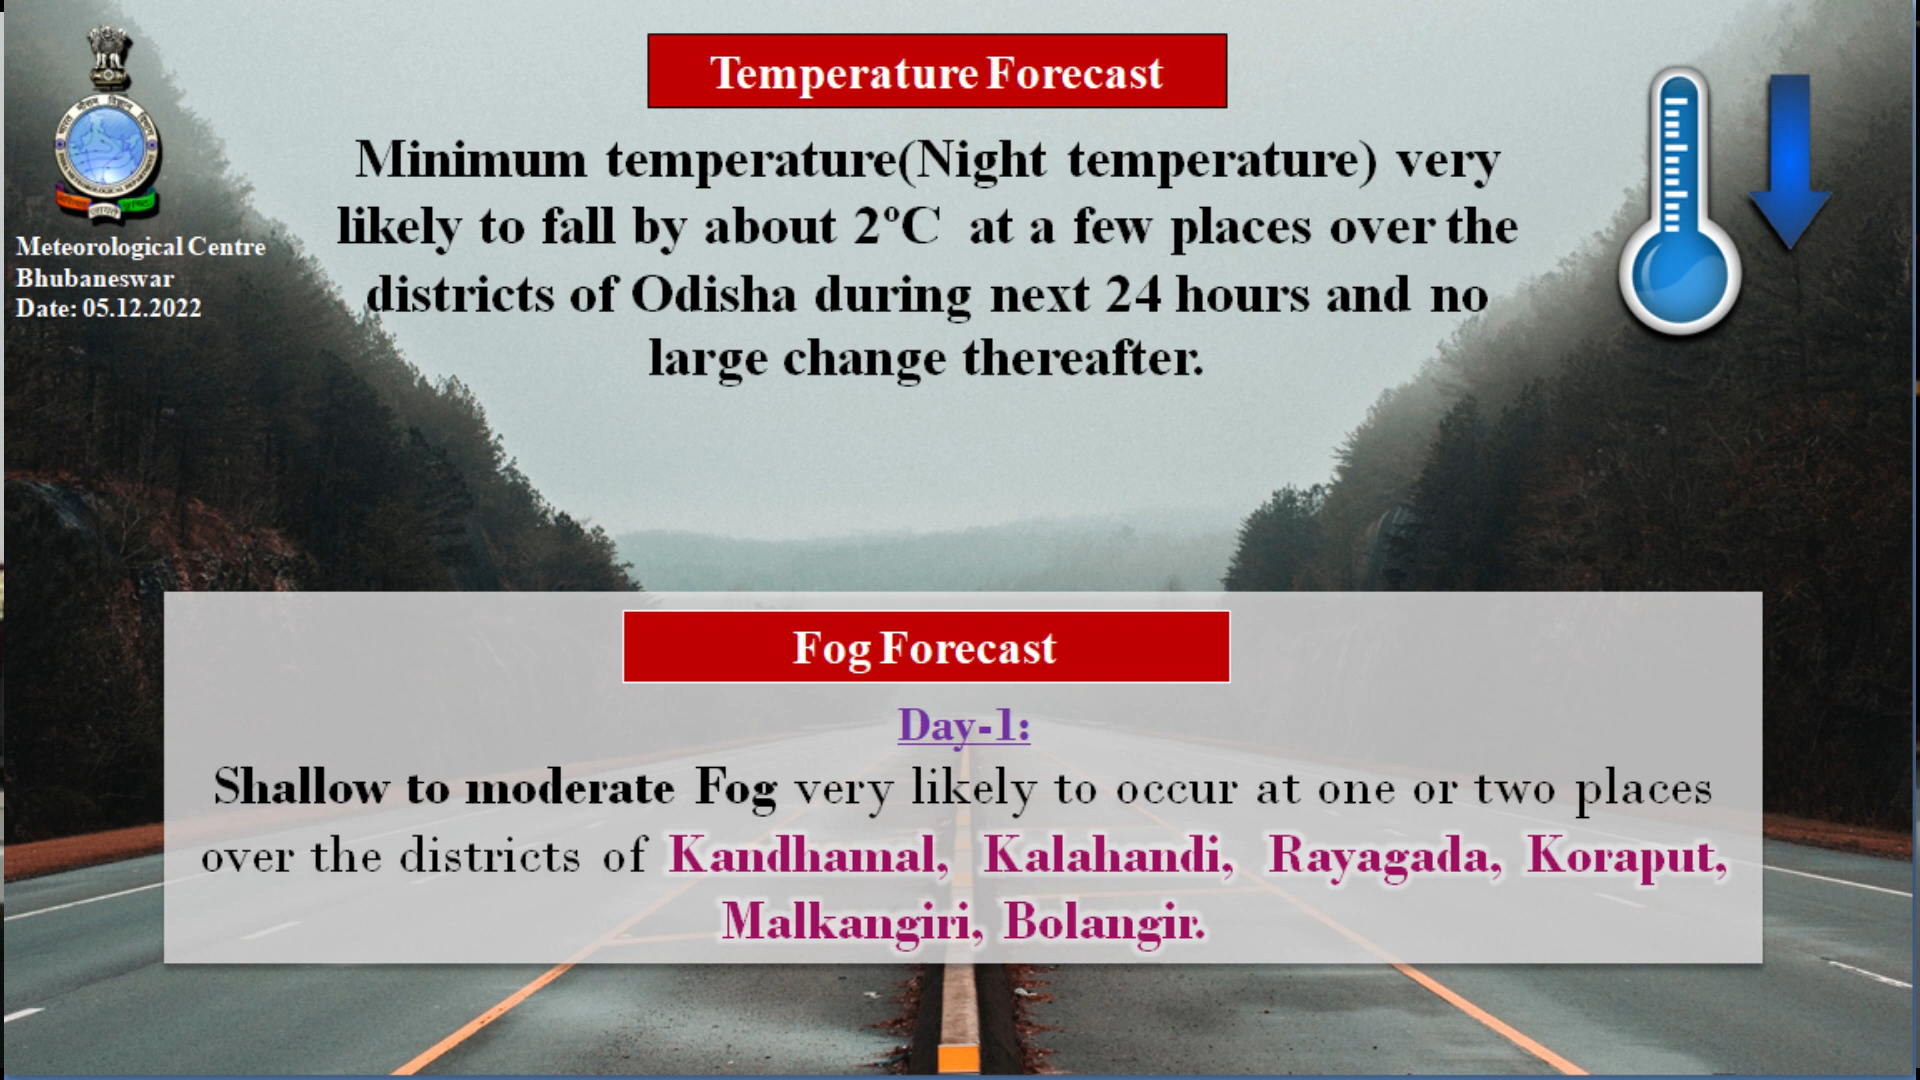 Temperature Forecast
Minimum temperature(Night temperature) very
likely to fall by about 2°C at a few places over the
districts of Odisha during next 24 hours and no
large change thereafter.
Meteorological Centre
Bhubaneswar
Date: 05.12.2022
Fog Forecast
Day-1:
Shallow to moderate Fog very likely to occur at one or two places
over the districts of Kandhamal, Kalahandi, Rayagada, Koraput,
Malkangiri, Bolangir.